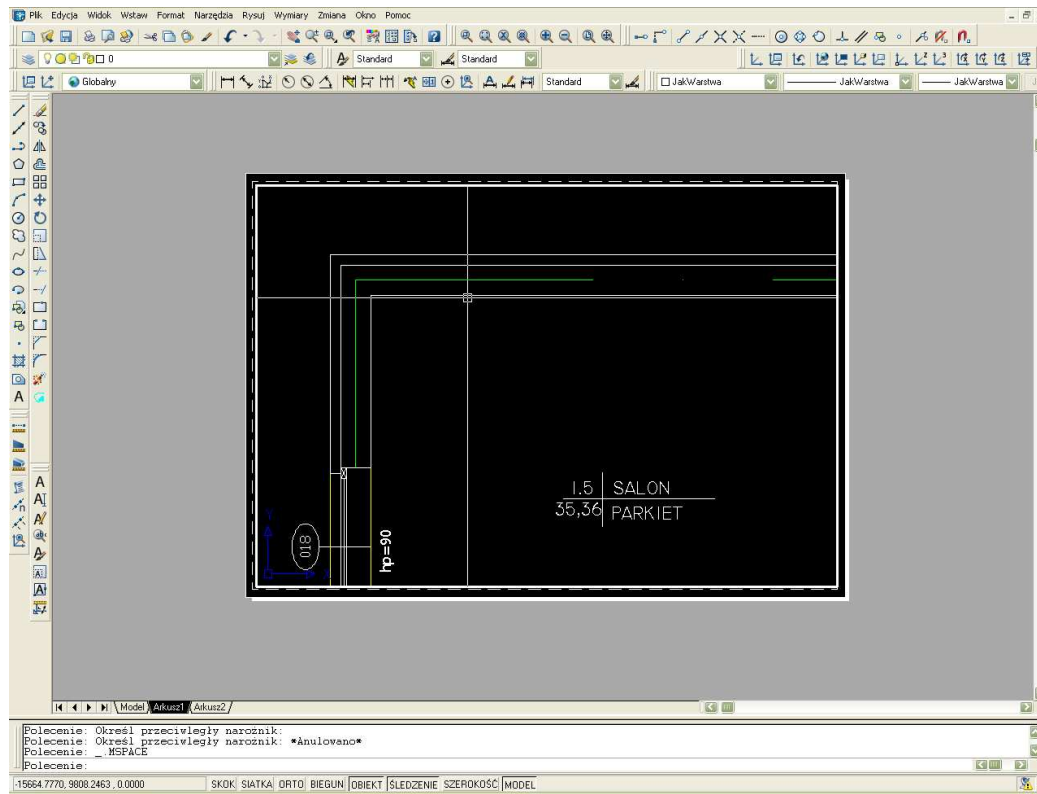 Plik Edycja Widok Wstaw Format Narzędzia Rysuj Wymiary Zmiana Okno Pomoc
0 Standard Standard
Globalny Standard JakWarstwa JakWarstwa JakWarstwa
1.5 SALON
35,36 PARKIET
018
hp=90
Y
X
Model Arkusz1 Arkusz2
Polecenie: Określ przeciwległy narożnik:
Polecenie: Określ przeciwległy narożnik: *Anulowano*
Polecenie: _.MSPACE
Polecenie:
-15664.7770, 9808.2463 , 0.0000 SKOK SIATKA ORTO BIEGUN OBIEKT ŚLEDZENIE SZEROKOŚĆ MODEL